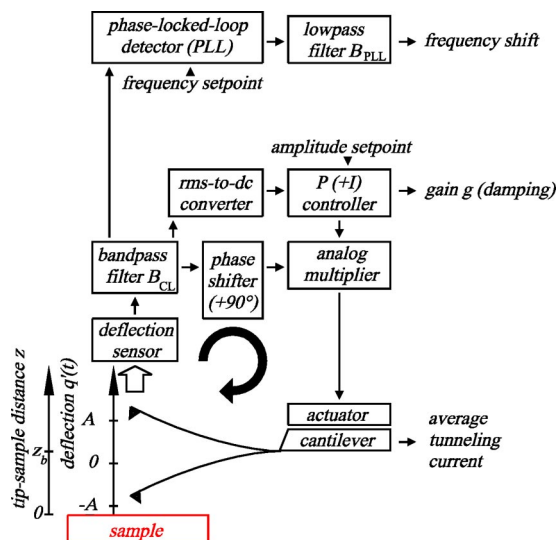 phase-locked-loop
detector (PLL)
lowpass
filter B_PLL
frequency shift
frequency setpoint
amplitude setpoint
rms-to-dc
converter
P (+I)
controller
gain g (damping)
bandpass
filter B_CL
phase
shifter
(+90°)
analog
multiplier
deflection
sensor
tip-sample distance z
deflection q'(t)
A
z_b
0
-A
0
actuator
cantilever
average
tunneling
current
sample